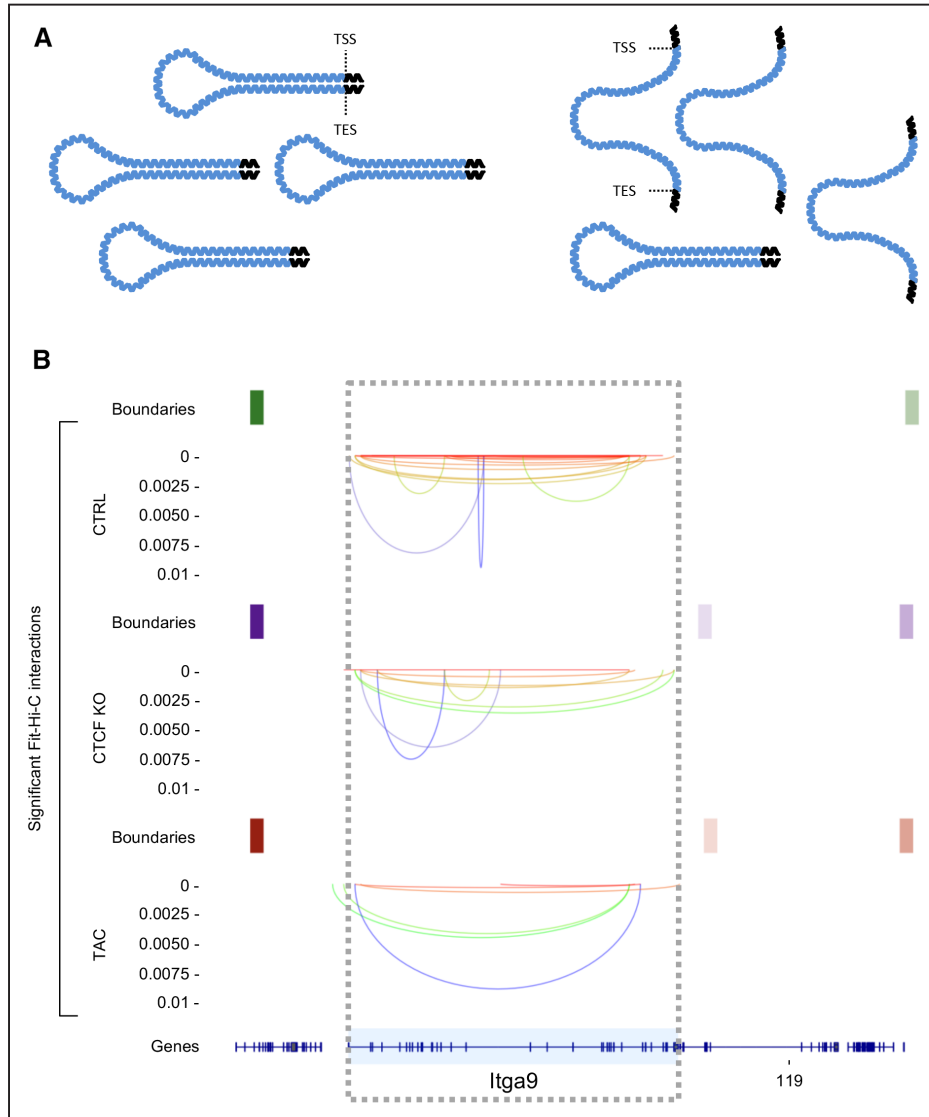 A
TSS
TES
TSS
TES
B
Significant Fit-Hi-C interactions
Boundaries
CTRL
0 -
0.0025 -
0.0050 -
0.0075 -
0.01 -
Boundaries
CTCF KO
0 -
0.0025 -
0.0050 -
0.0075 -
0.01 -
Boundaries
TAC
0 -
0.0025 -
0.0050 -
0.0075 -
0.01 -
Genes
Itga9
119